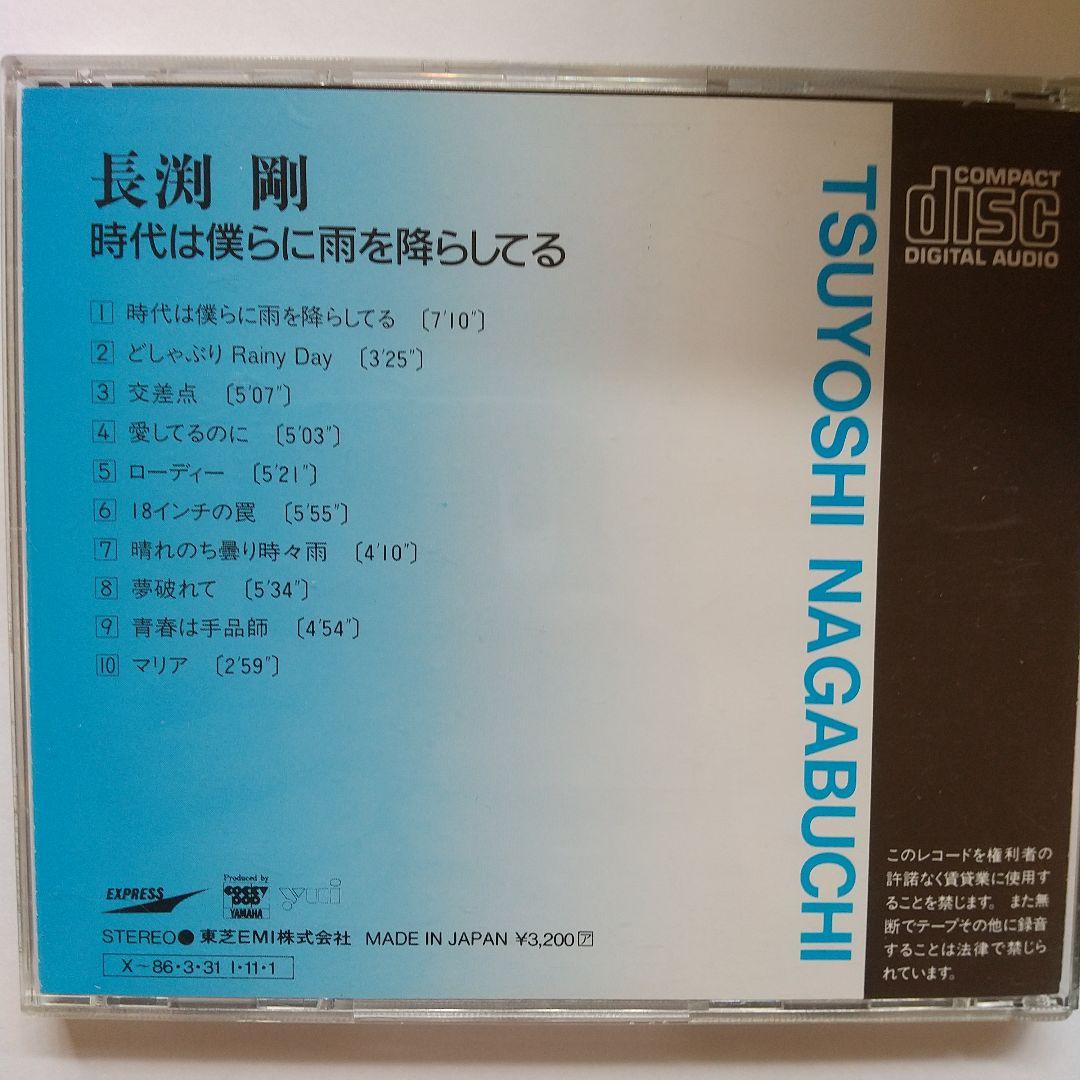 長渕 剛
時代は僕らに雨を降らしてる
1 時代は僕らに雨を降らしてる 〔7'10"〕
2 どしゃぶり Rainy Day 〔3'25"〕
3 交差点 〔5'07"〕
4 愛してるのに 〔5'03"〕
5 ローディー 〔5'21"〕
6 18インチの罠 〔5'55"〕
7 晴れのち曇り時々雨 〔4'10"〕
8 夢破れて 〔5'34"〕
9 青春は手品師 〔4'54"〕
10 マリア 〔2'59"〕
EXPRESS
Produced by
COCKY POP
YAMAHA
yui
STEREO● 東芝EMI株式会社 MADE IN JAPAN ¥3,200ア
X〜86・3・31 I・11・1
TSUYOSHI NAGABUCHI
COMPACT
disc
DIGITAL AUDIO
このレコードを権利者の
許諾なく賃貸業に使用す
ることを禁じます。また無
断でテープその他に録音
することは法律で禁じら
れています。